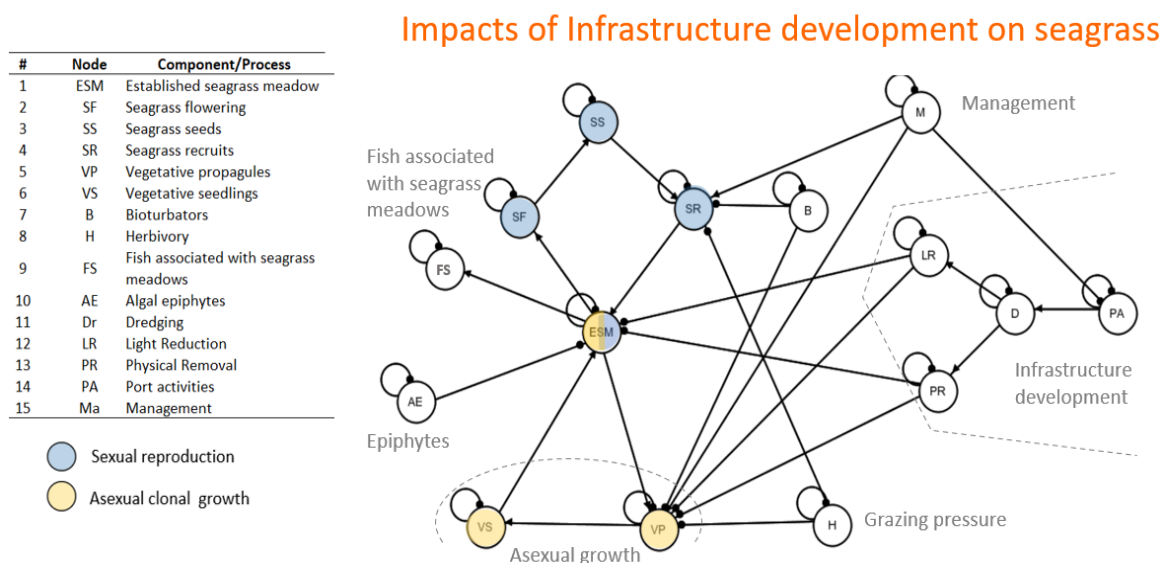 Impacts of Infrastructure development on seagrass
# Node Component/Process
1 ESM Established seagrass meadow
2 SF Seagrass flowering
3 SS Seagrass seeds
4 SR Seagrass recruits
5 VP Vegetative propagules
6 VS Vegetative seedlings
7 B Bioturbators
8 H Herbivory
9 FS Fish associated with seagrass
meadows
10 AE Algal epiphytes
11 Dr Dredging
12 LR Light Reduction
13 PR Physical Removal
14 PA Port activities
15 Ma Management
Sexual reproduction
Asexual clonal growth
M
Management
SS
Fish associated
with seagrass
meadows
SR
B
SF
LR
FS
D
PA
ESM
Infrastructure
development
PR
AE
Epiphytes
VS
VP
H
Grazing pressure
Asexual growth